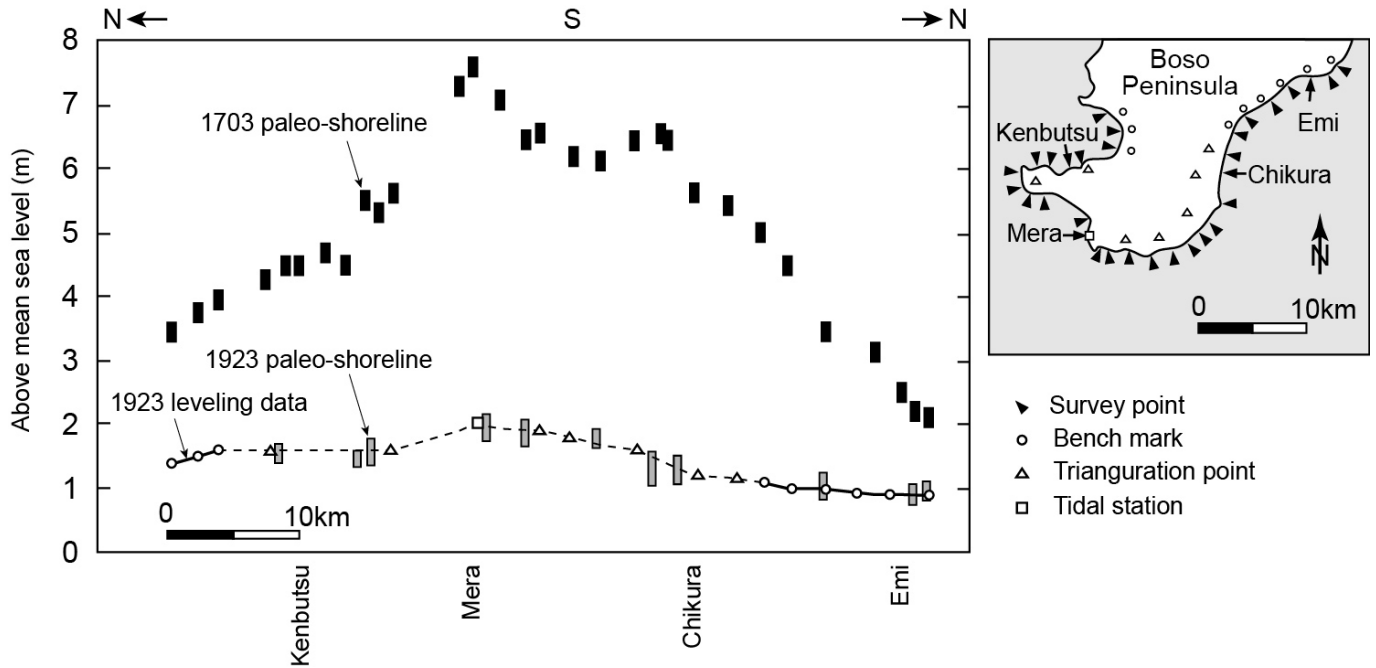 N S N
8
7
6
5
4
3
2
1
0
Above mean sea level (m)
1703 paleo-shoreline
1923 paleo-shoreline
1923 leveling data
0 10km
Kenbutsu
Mera
Chikura
Emi
Boso
Peninsula
Kenbutsu
Emi
Chikura
Mera
N
0 10km
Survey point
Bench mark
Trianguration point
Tidal station